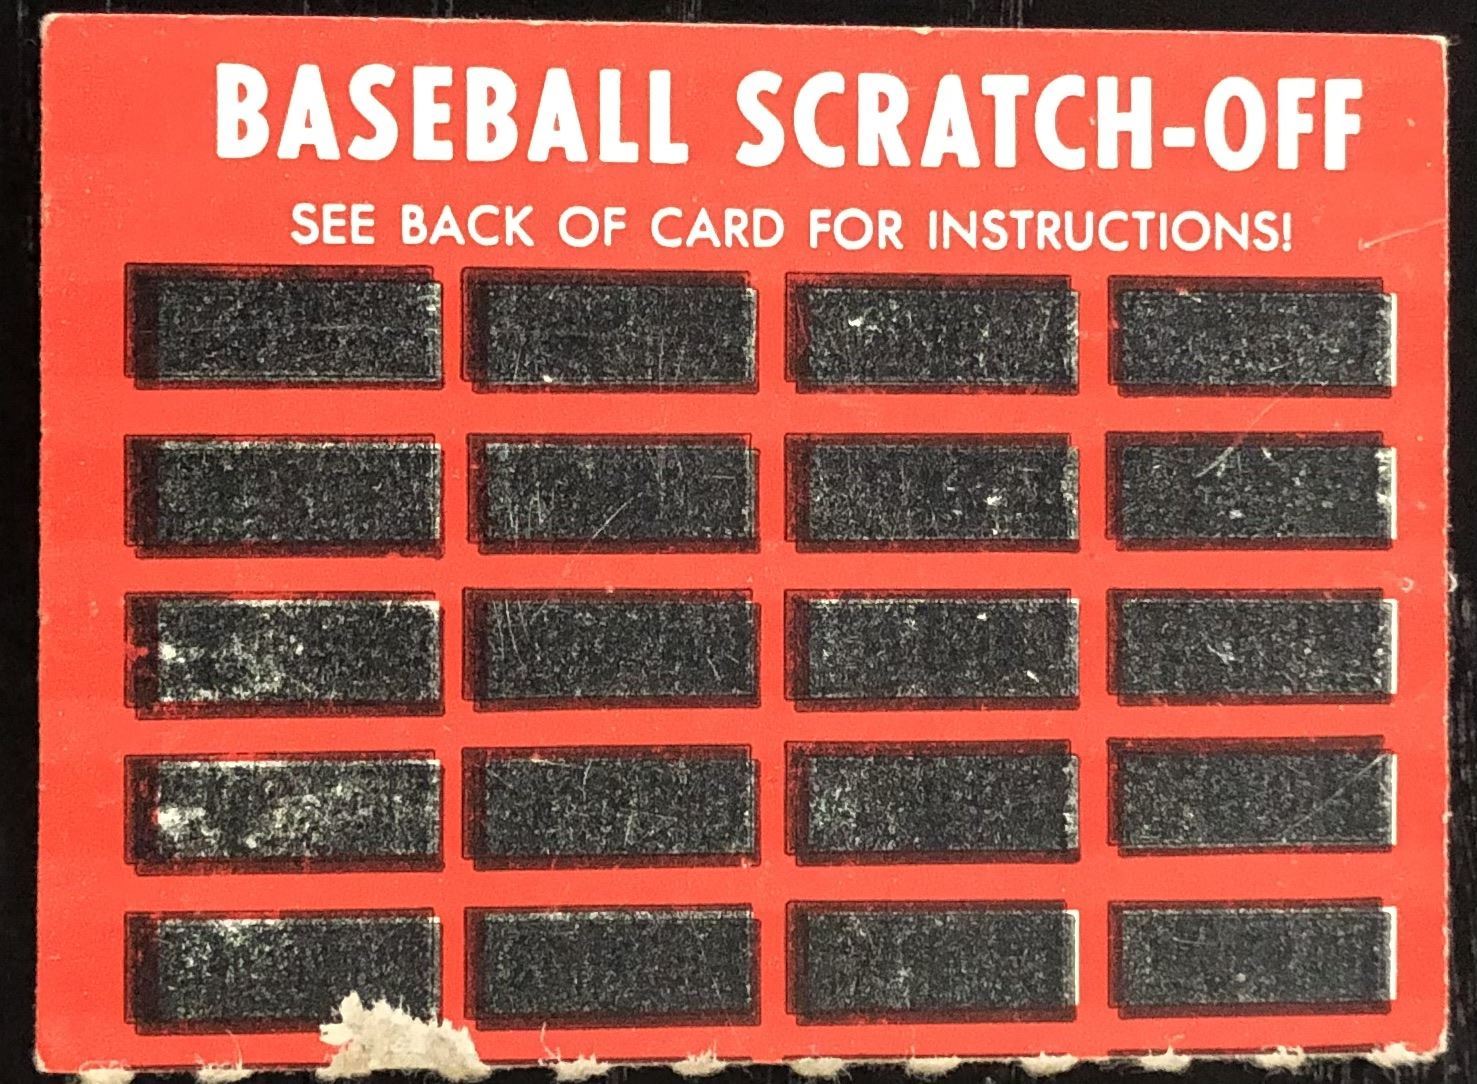 BASEBALL SCRATCH-OFF
SEE BACK OF CARD FOR INSTRUCTIONS!